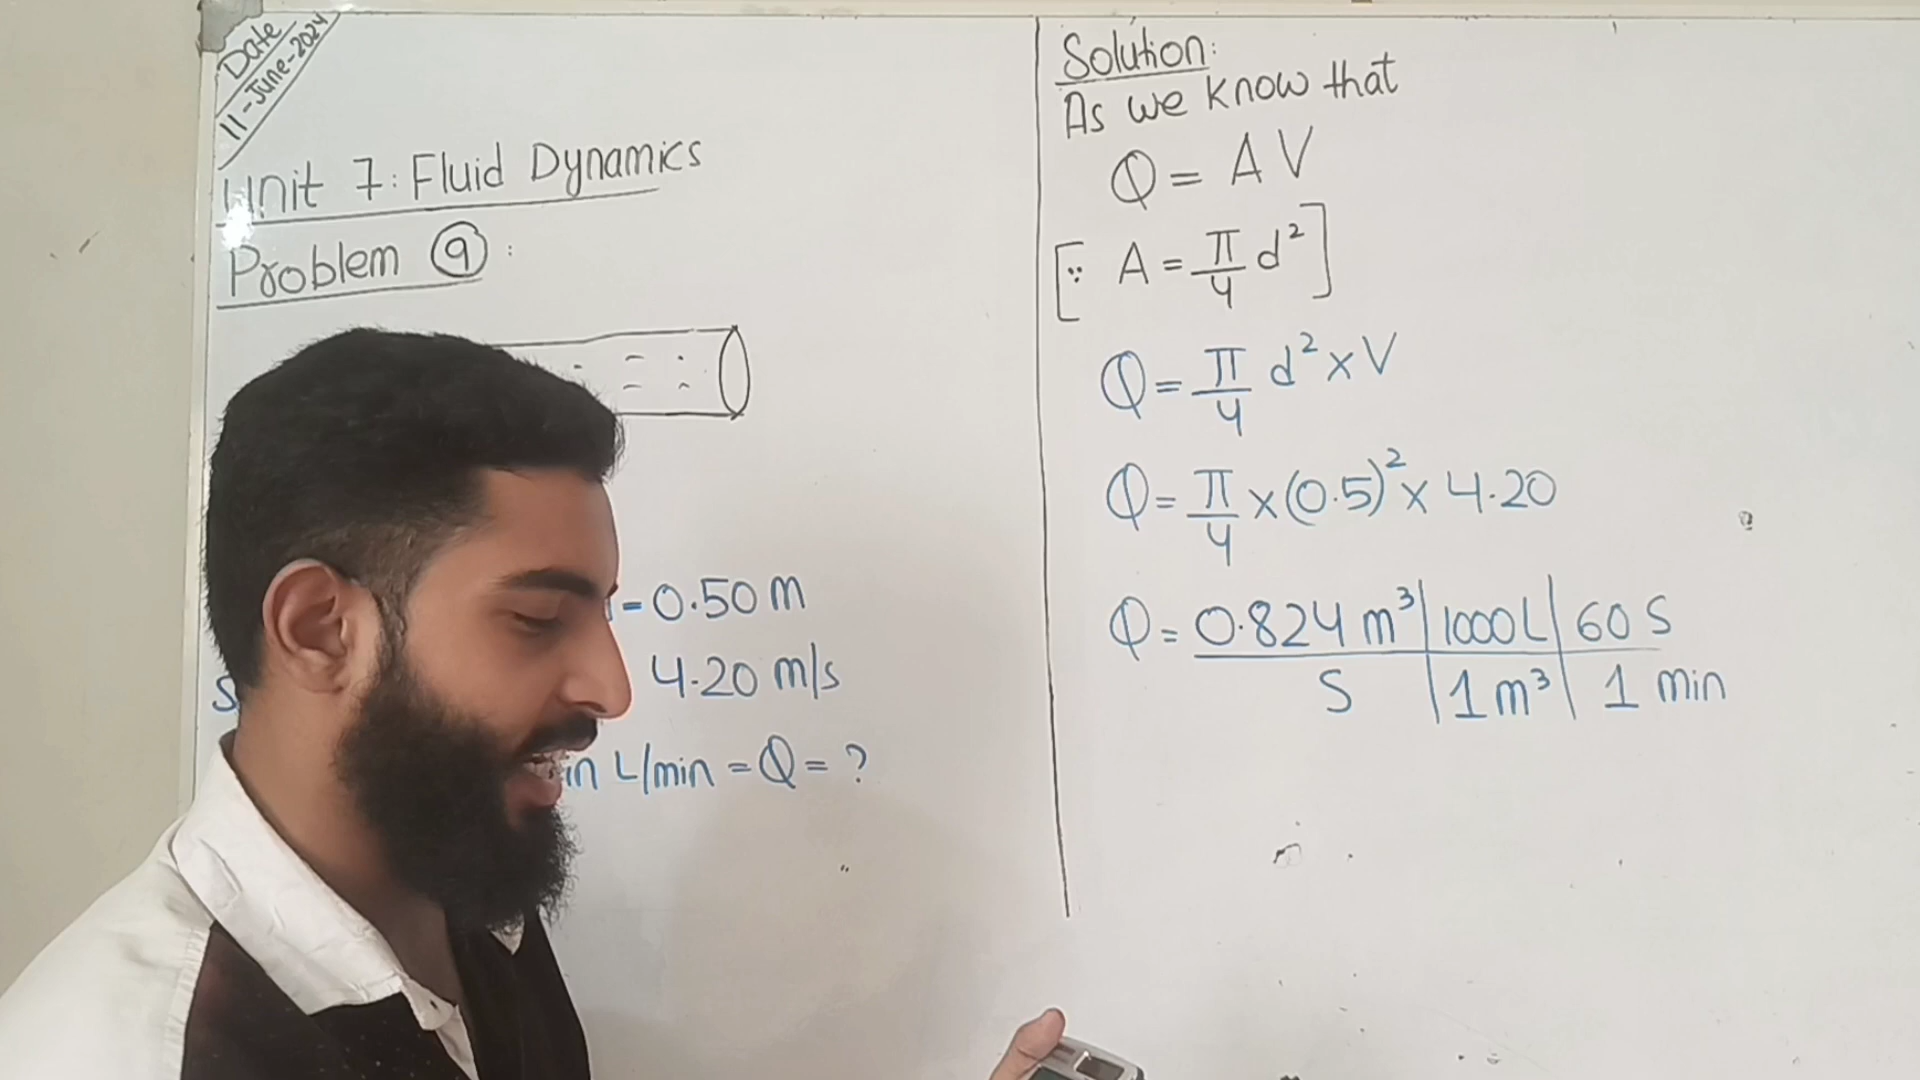 Date
11-June-2024
Unit 7: Fluid Dynamics
Problem 9:
=0.50 m
S
4.20 m/s
in L/min = Q = ?
Solution:
As we know that
Q = A V
[∵ A = π/4 d²]
Q = π/4 d² × V
Q = π/4 × (0.5)² × 4.20
Q = 0.824 m³ | 1000 L | 60 S
S | 1 m³ | 1 min